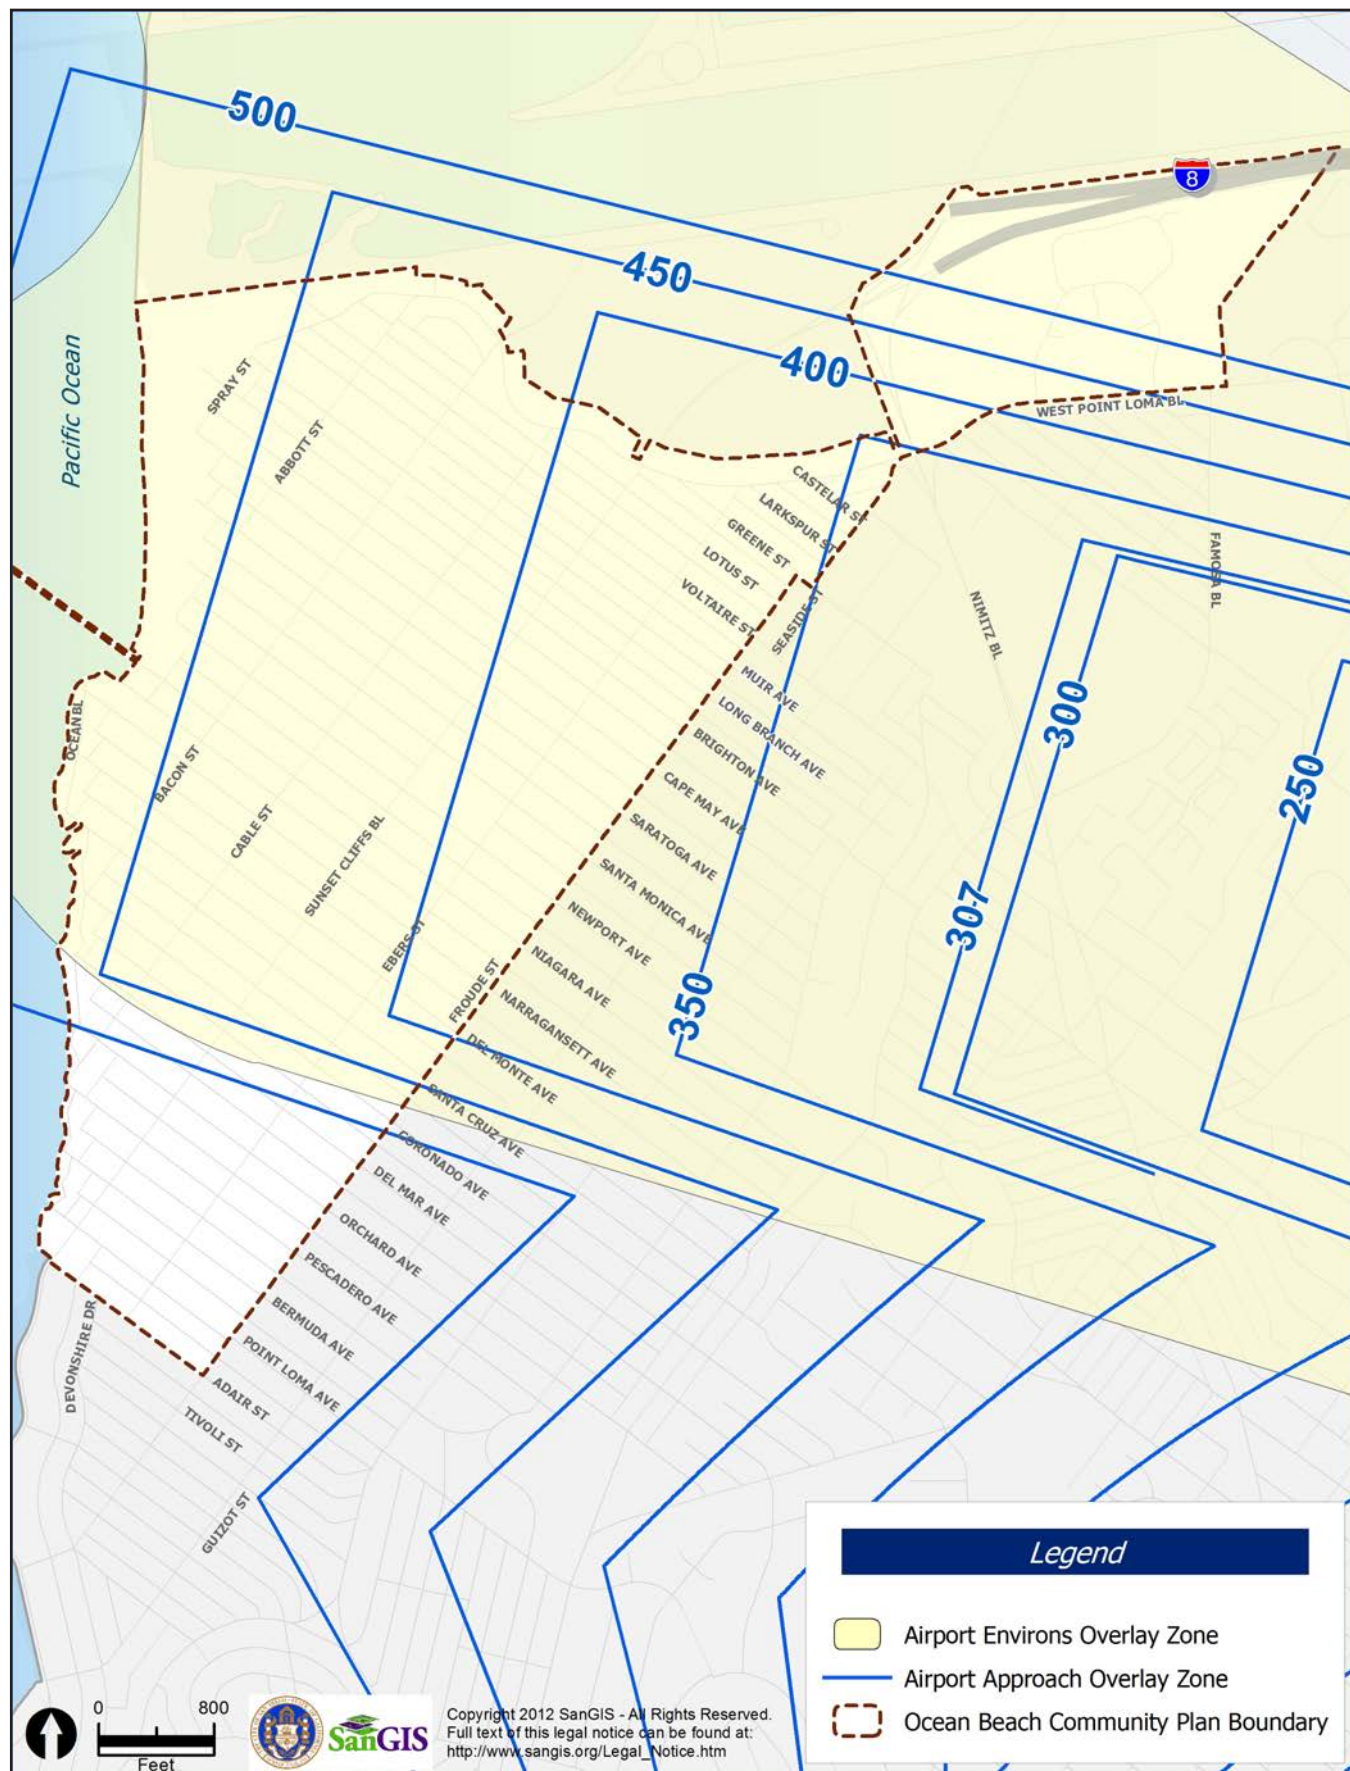 500
8
450
400
Pacific Ocean
SPRAY ST
ABBOTT ST
WEST POINT LOMA BL
CASTELAR ST
LARKSPUR ST
GREENE ST
LOTUS ST
VOLTAIRE ST
SEASIDE ST
FAMOSA BL
NIMITZ BL
MUIR AVE
LONG BRANCH AVE
BRIGHTON AVE
CAPE MAY AVE
SARATOGA AVE
SANTA MONICA AVE
NEWPORT AVE
NIAGARA AVE
NARRAGANSETT AVE
DEL MONTE AVE
SANTA CRUZ AVE
CORONADO AVE
DEL MAR AVE
ORCHARD AVE
PESCADERO AVE
BERMUDA AVE
POINT LOMA AVE
ADAIR ST
TIVOLI ST
OCEAN BL
BACON ST
CABLE ST
SUNSET CLIFFS BL
EBERS ST
FROUDE ST
GUIZOT ST
DEVONSHIRE DR
300
250
307
350
Legend
Airport Environs Overlay Zone
Airport Approach Overlay Zone
Ocean Beach Community Plan Boundary
0 800
Feet
SanGIS
Copyright 2012 SanGIS - All Rights Reserved.
Full text of this legal notice can be found at:
http://www.sangis.org/Legal_Notice.htm